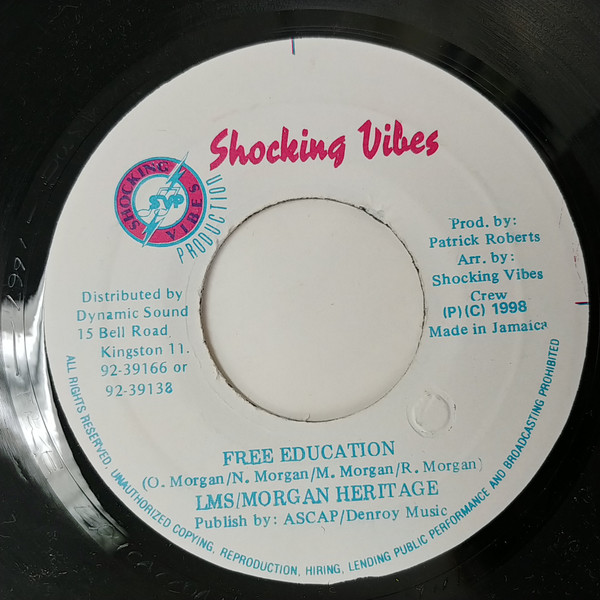 Shocking Vibes
SHOCKING VIBES
SVP
PRODUCTION
Prod. by:
Patrick Roberts
Arr. by:
Shocking Vibes
Crew
(P)(C) 1998
Made in Jamaica
Distributed by
Dynamic Sound
15 Bell Road
Kingston 11.
92-39166 or
92-39138
FREE EDUCATION
(O. Morgan/N. Morgan/M. Morgan/R. Morgan)
LMS/MORGAN HERITAGE
Publish by: ASCAP/Denroy Music
ALL RIGHTS RESERVED. UNAUTHORIZED COPYING, REPRODUCTION, HIRING, LENDING PUBLIC PERFORMANCE AND BROADCASTING PROHIBITED